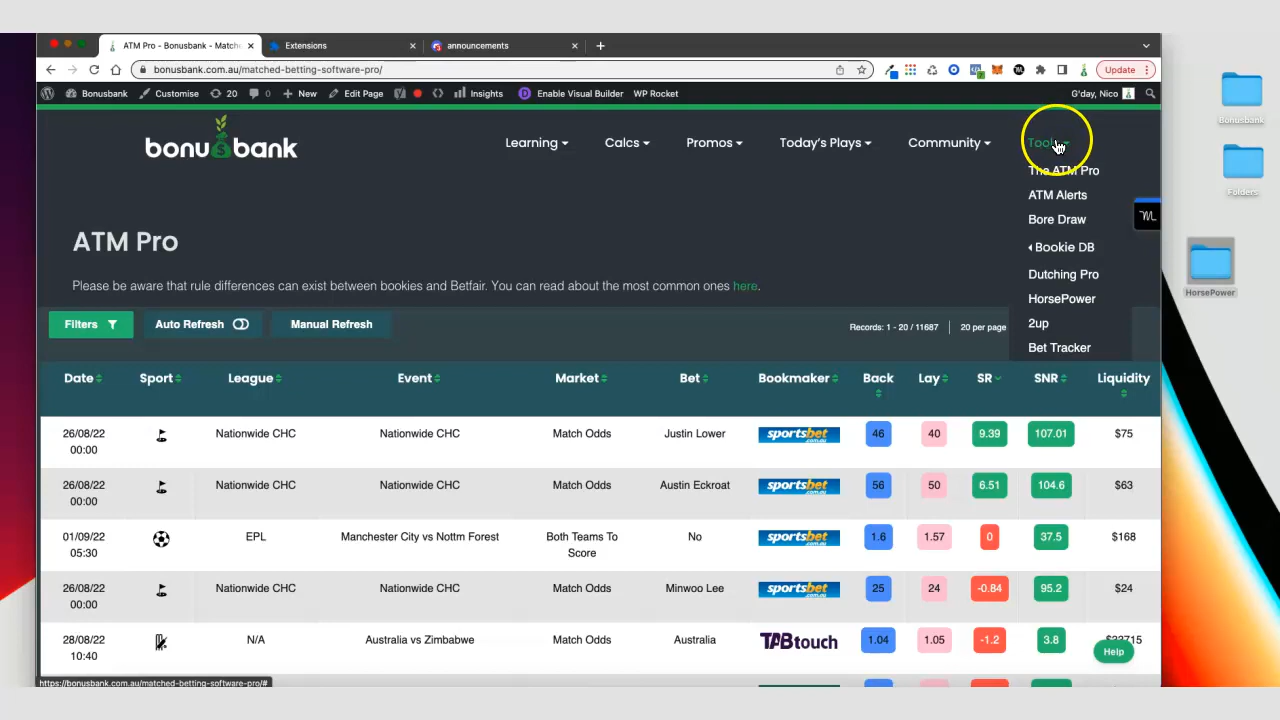 ATM Pro - Bonusbank - Matche
Extensions
announcements
bonusbank.com.au/matched-betting-software-pro/
Update
Bonusbank
Customise
20
0
New
Edit Page
Insights
Enable Visual Builder
WP Rocket
G'day, Nico
bonusbank
Learning
Calcs
Promos
Today's Plays
Community
Tools
The ATM Pro
ATM Alerts
Bore Draw
Bookie DB
Dutching Pro
HorsePower
2up
Bet Tracker
ATM Pro
Please be aware that rule differences can exist between bookies and Betfair. You can read about the most common ones here.
Filters
Auto Refresh
Manual Refresh
Records: 1 - 20 / 11687
20 per page
Date Sport League Event Market Bet Bookmaker Back Lay SR SNR Liquidity
26/08/22 00:00 Nationwide CHC Nationwide CHC Match Odds Justin Lower sportsbet.com.au 46 40 9.39 107.01 $75
26/08/22 00:00 Nationwide CHC Nationwide CHC Match Odds Austin Eckroat sportsbet.com.au 56 50 6.51 104.6 $63
01/09/22 05:30 EPL Manchester City vs Nottm Forest Both Teams To Score No sportsbet.com.au 1.6 1.57 0 37.5 $168
26/08/22 00:00 Nationwide CHC Nationwide CHC Match Odds Minwoo Lee sportsbet.com.au 25 24 -0.84 95.2 $24
28/08/22 10:40 N/A Australia vs Zimbabwe Match Odds Australia TABtouch 1.04 1.05 -1.2 3.8
Help
https://bonusbank.com.au/matched-betting-software-pro/#
Bonusbank
Folders
HorsePower